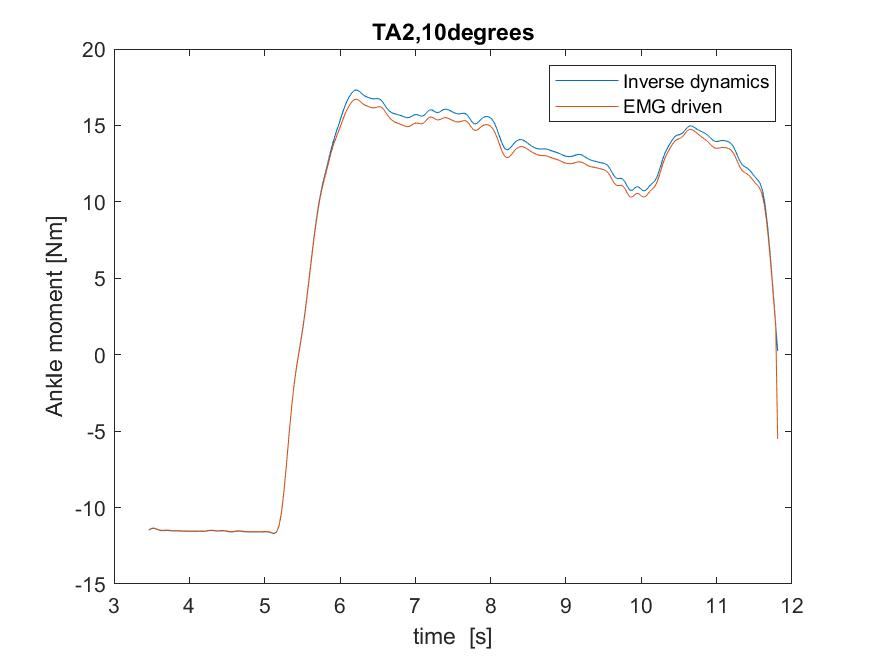 TA2,10degrees
20
15
10
5
0
-5
-10
-15
Ankle moment [Nm]
Inverse dynamics
EMG driven
3 4 5 6 7 8 9 10 11 12
time [s]